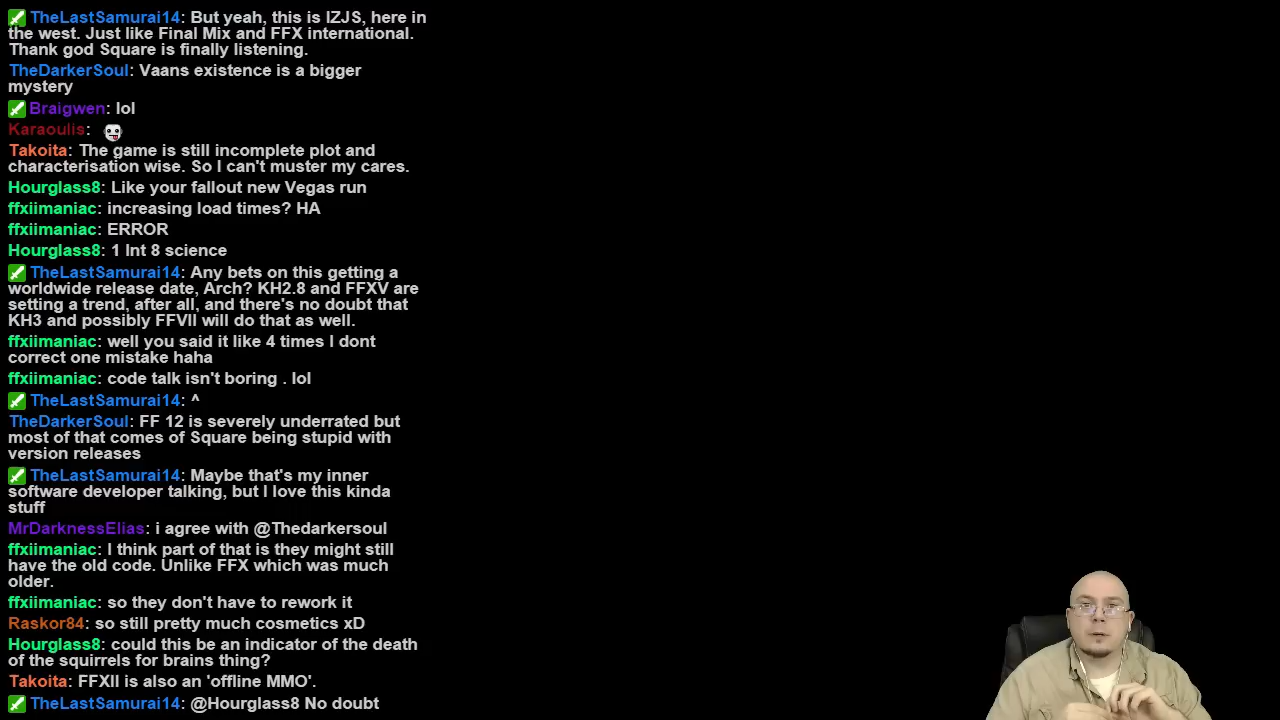 TheLastSamurai14: But yeah, this is IZJS, here in
the west. Just like Final Mix and FFX international.
Thank god Square is finally listening.
TheDarkerSoul: Vaans existence is a bigger
mystery
Braigwen: lol
Karaoulis:
Takoita: The game is still incomplete plot and
characterisation wise. So I can't muster my cares.
Hourglass8: Like your fallout new Vegas run
ffxiimaniac: increasing load times? HA
ffxiimaniac: ERROR
Hourglass8: 1 Int 8 science
TheLastSamurai14: Any bets on this getting a
worldwide release date, Arch? KH2.8 and FFXV are
setting a trend, after all, and there's no doubt that
KH3 and possibly FFVII will do that as well.
ffxiimaniac: well you said it like 4 times I dont
correct one mistake haha
ffxiimaniac: code talk isn't boring . lol
TheLastSamurai14: ^
TheDarkerSoul: FF 12 is severely underrated but
most of that comes of Square being stupid with
version releases
TheLastSamurai14: Maybe that's my inner
software developer talking, but I love this kinda
stuff
MrDarknessElias: i agree with @Thedarkersoul
ffxiimaniac: I think part of that is they might still
have the old code. Unlike FFX which was much
older.
ffxiimaniac: so they don't have to rework it
Raskor84: so still pretty much cosmetics xD
Hourglass8: could this be an indicator of the death
of the squirrels for brains thing?
Takoita: FFXII is also an 'offline MMO'.
TheLastSamurai14: @Hourglass8 No doubt